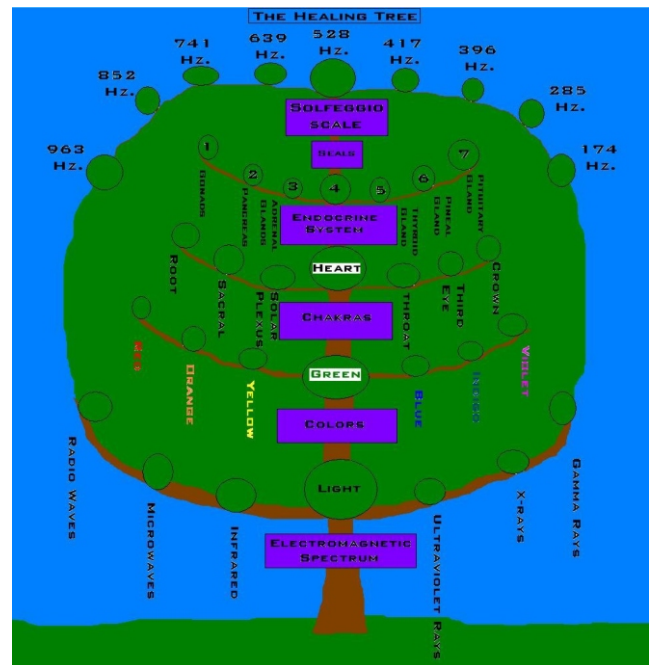 The Healing Tree
528
Hz.
639
Hz.
417
Hz.
741
Hz.
396
Hz.
852
Hz.
285
Hz.
963
Hz.
174
Hz.
Solfeggio
scale
Seals
1
2
3
4
5
6
7
Gonads
Pancreas
Adrenal
Glands
Endocrine
System
Thyroid
Gland
Pineal
Gland
Pituitary
Gland
Root
Sacral
Solar
Plexus
Heart
Throat
Third
Eye
Crown
Chakras
Red
Orange
Yellow
Green
Blue
Indigo
Violet
Colors
Radio Waves
Microwaves
Infrared
Light
Ultraviolet Rays
X-rays
Gamma Rays
Electromagnetic
Spectrum